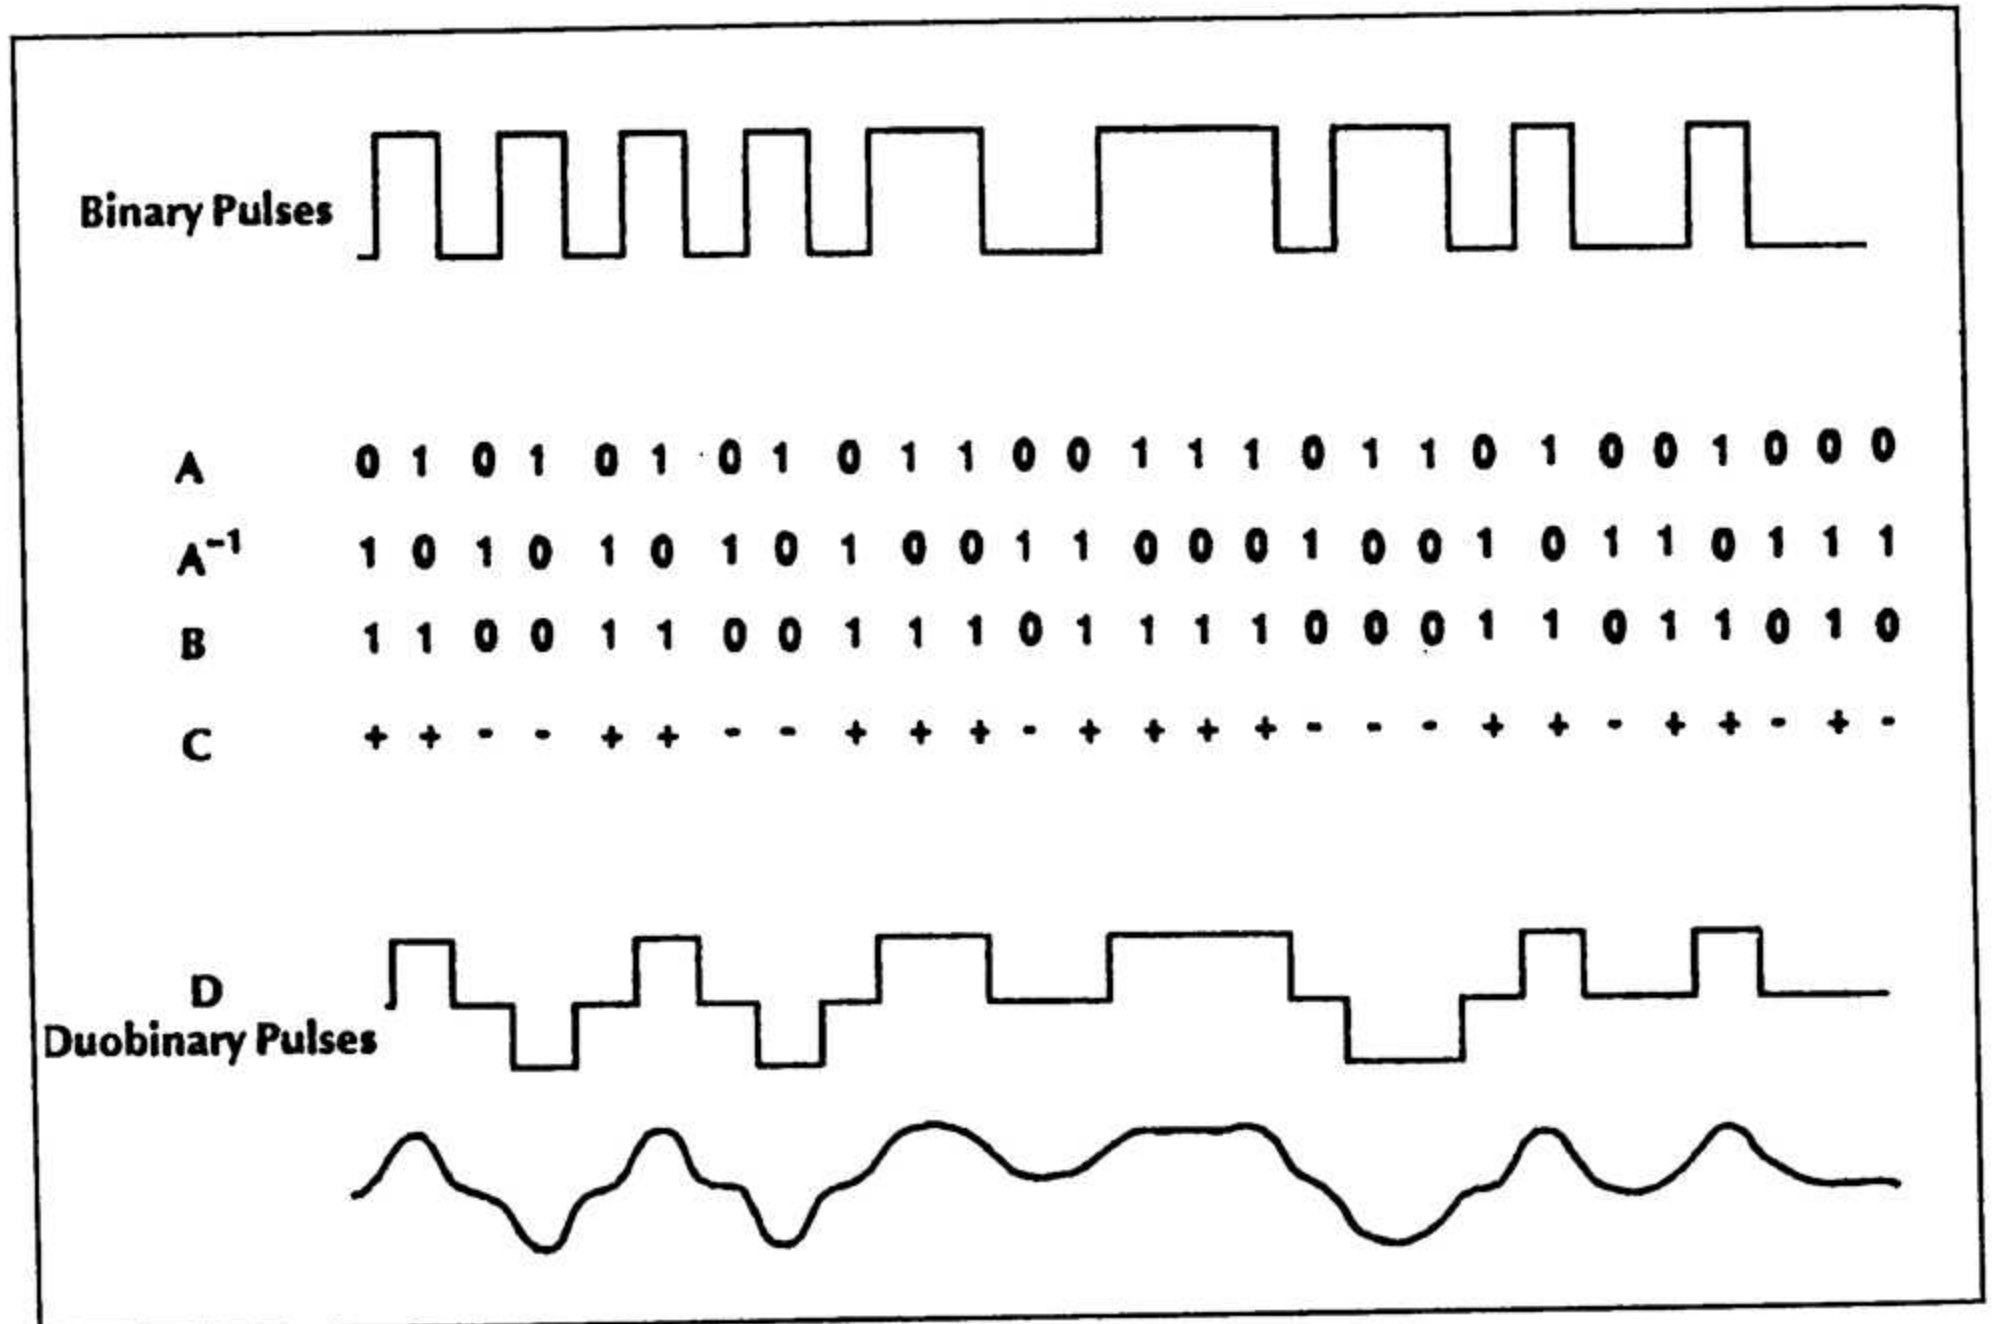 Binary Pulses
A 0 1 0 1 0 1 0 1 0 1 1 0 0 1 1 1 0 1 1 0 1 0 0 1 0 0 0
A⁻¹ 1 0 1 0 1 0 1 0 1 0 0 1 1 0 0 0 1 0 0 1 0 1 1 0 1 1 1
B 1 1 0 0 1 1 0 0 1 1 1 0 1 1 1 1 0 0 0 1 1 0 1 1 0 1 0
C + + - - + + - - + + + - + + + + - - - + + - + + - + -
D
Duobinary Pulses